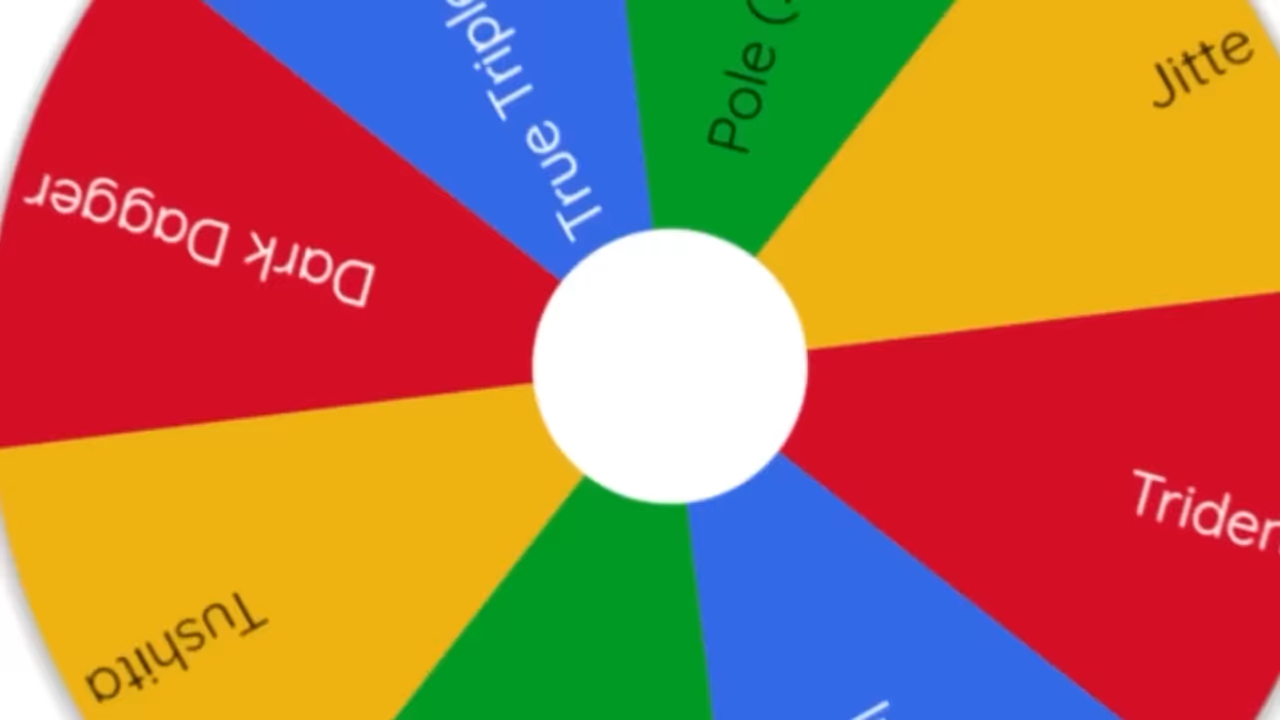 True Triple
Pole (
Jitte
Dark Dagger
Triden
Tushita